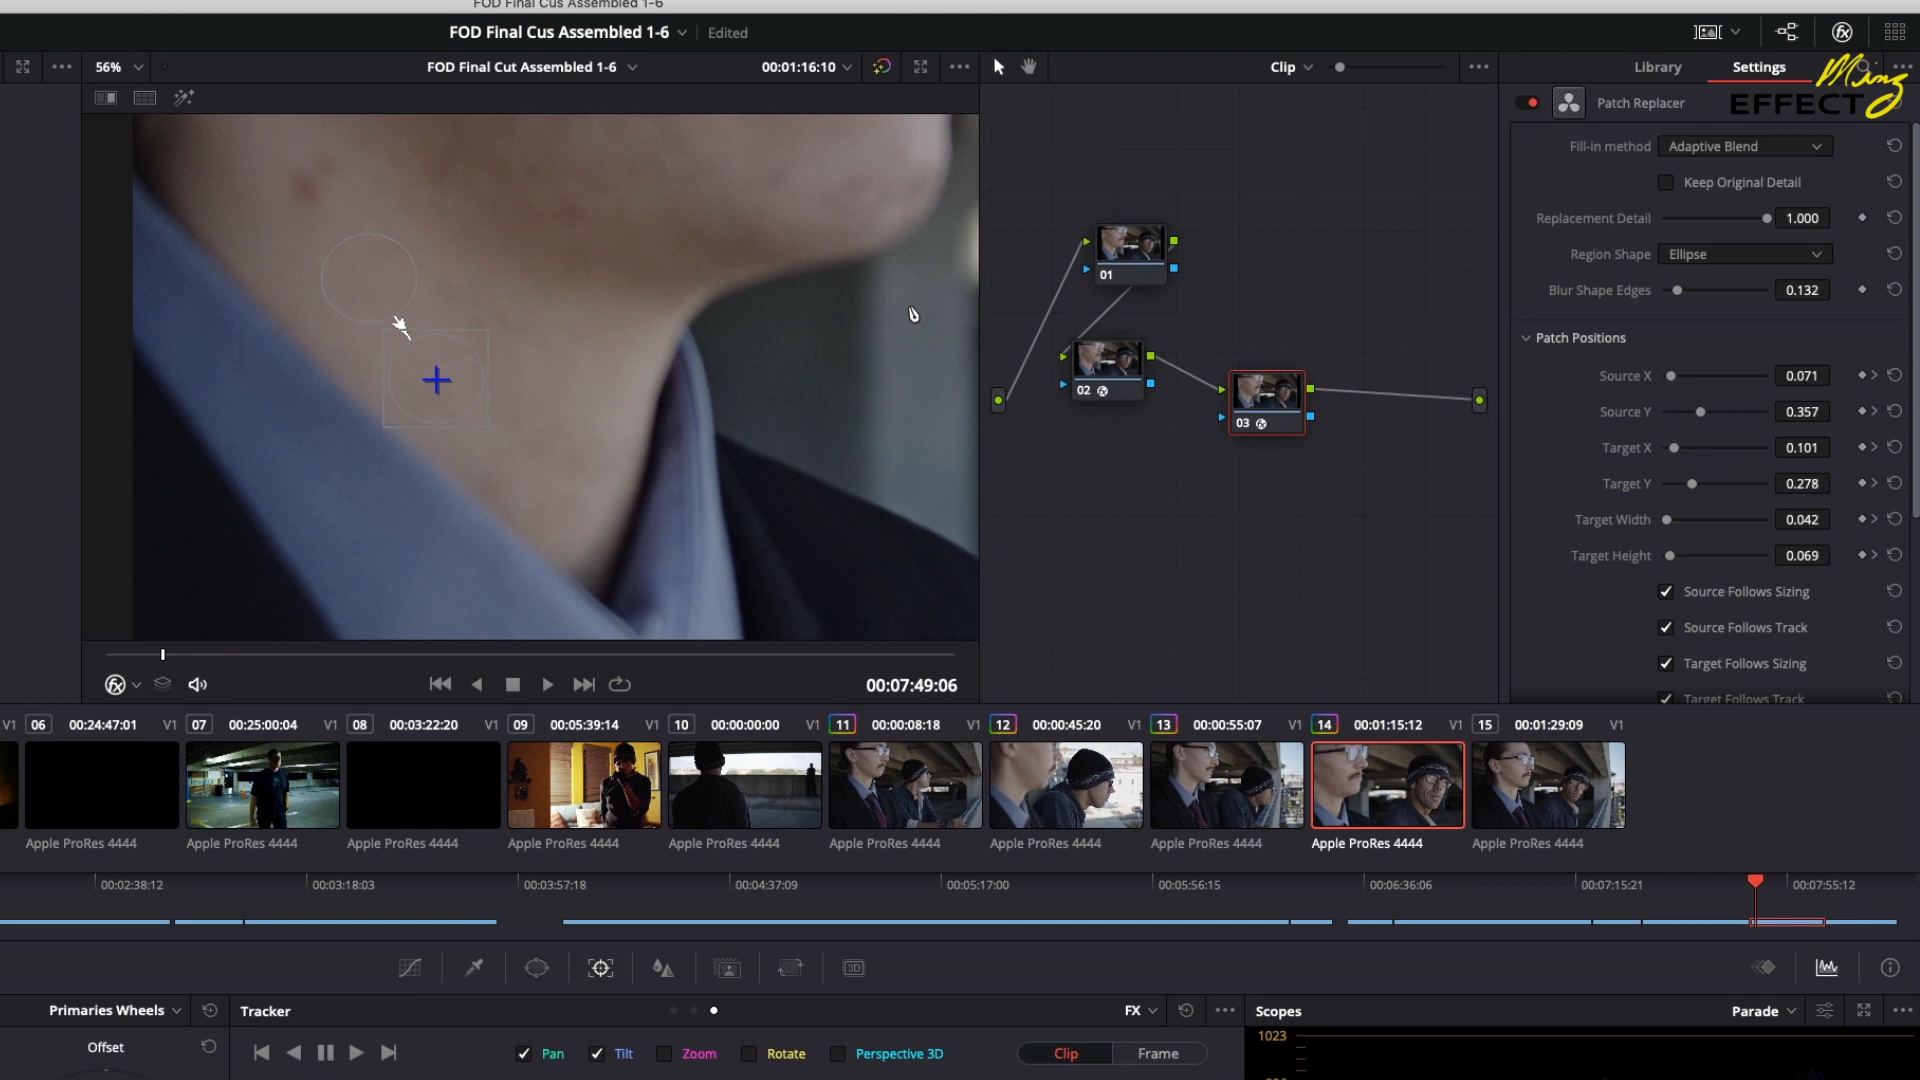 FOD Final Cus Assembled 1-6
FOD Final Cus Assembled 1-6
Edited
56%
FOD Final Cut Assembled 1-6
00:01:16:10
Clip
Library
Settings
Ming
EFFECT
Patch Replacer
Fill-in method
Adaptive Blend
Keep Original Detail
Replacement Detail
1.000
Region Shape
Ellipse
Blur Shape Edges
0.132
Patch Positions
Source X
0.071
Source Y
0.357
Target X
0.101
Target Y
0.278
Target Width
0.042
Target Height
0.069
Source Follows Sizing
Source Follows Track
Target Follows Sizing
Target Follows Track
01
02
03
00:07:49:06
V1 06 00:24:47:01 V1 07 00:25:00:04 V1 08 00:03:22:20 V1 09 00:05:39:14 V1 10 00:00:00:00 V1 11 00:00:08:18 V1 12 00:00:45:20 V1 13 00:00:55:07 V1 14 00:01:15:12 V1 15 00:01:29:09 V1
Apple ProRes 4444 Apple ProRes 4444 Apple ProRes 4444 Apple ProRes 4444 Apple ProRes 4444 Apple ProRes 4444 Apple ProRes 4444 Apple ProRes 4444 Apple ProRes 4444 Apple ProRes 4444
00:02:38:12 00:03:18:03 00:03:57:18 00:04:37:09 00:05:17:00 00:05:56:15 00:06:36:06 00:07:15:21 00:07:55:12
3D
Primaries Wheels
Tracker
FX
Scopes
Parade
Offset
Pan Tilt Zoom Rotate Perspective 3D
Clip Frame
1023